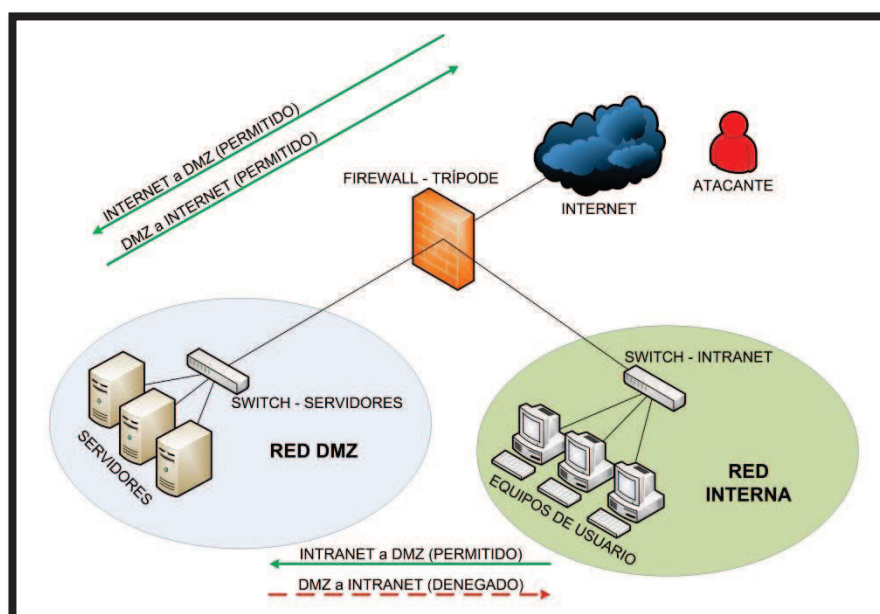 INTERNET a DMZ (PERMITIDO)
DMZ a INTERNET (PERMITIDO)
FIREWALL - TRÍPODE
INTERNET
ATACANTE
SWITCH - SERVIDORES
SERVIDORES
RED DMZ
SWITCH - INTRANET
EQUIPOS DE USUARIO
RED
INTERNA
INTRANET a DMZ (PERMITIDO)
DMZ a INTRANET (DENEGADO)